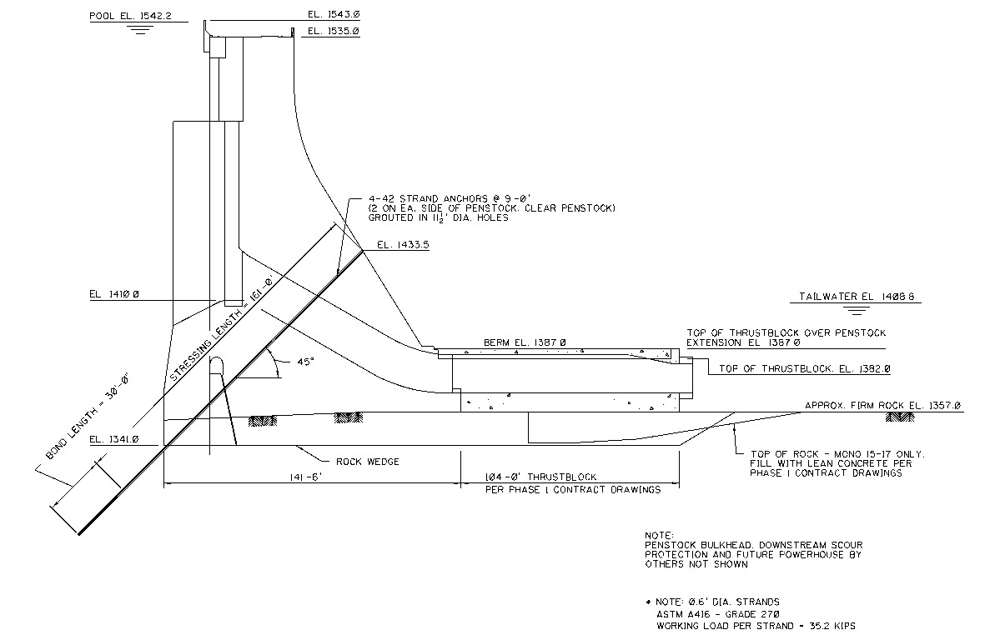 POOL EL. 1542.2
EL. 1543.0
EL. 1535.0
4-42 STRAND ANCHORS @ 9'-0'
(2 ON EA. SIDE OF PENSTOCK. CLEAR PENSTOCK)
GROUTED IN 11½' DIA. HOLES
EL. 1433.5
EL 1410.0
STRESSING LENGTH = 161'-0'
45°
BOND LENGTH = 30'-0'
TAILWATER EL 1408.8
BERM EL. 1387.0
TOP OF THRUSTBLOCK OVER PENSTOCK
EXTENSION EL 1387.0
TOP OF THRUSTBLOCK. EL. 1382.0
APPROX. FIRM ROCK EL. 1357.0
EL. 1341.0
ROCK WEDGE
TOP OF ROCK - MONO 15-17 ONLY.
FILL WITH LEAN CONCRETE PER
PHASE I CONTRACT DRAWINGS
141'-6'
104'-0' THRUSTBLOCK
PER PHASE I CONTRACT DRAWINGS
NOTE:
PENSTOCK BULKHEAD, DOWNSTREAM SCOUR
PROTECTION AND FUTURE POWERHOUSE BY
OTHERS NOT SHOWN
* NOTE: 0.6' DIA. STRANDS
ASTM A416 - GRADE 270
WORKING LOAD PER STRAND = 35.2 KIPS